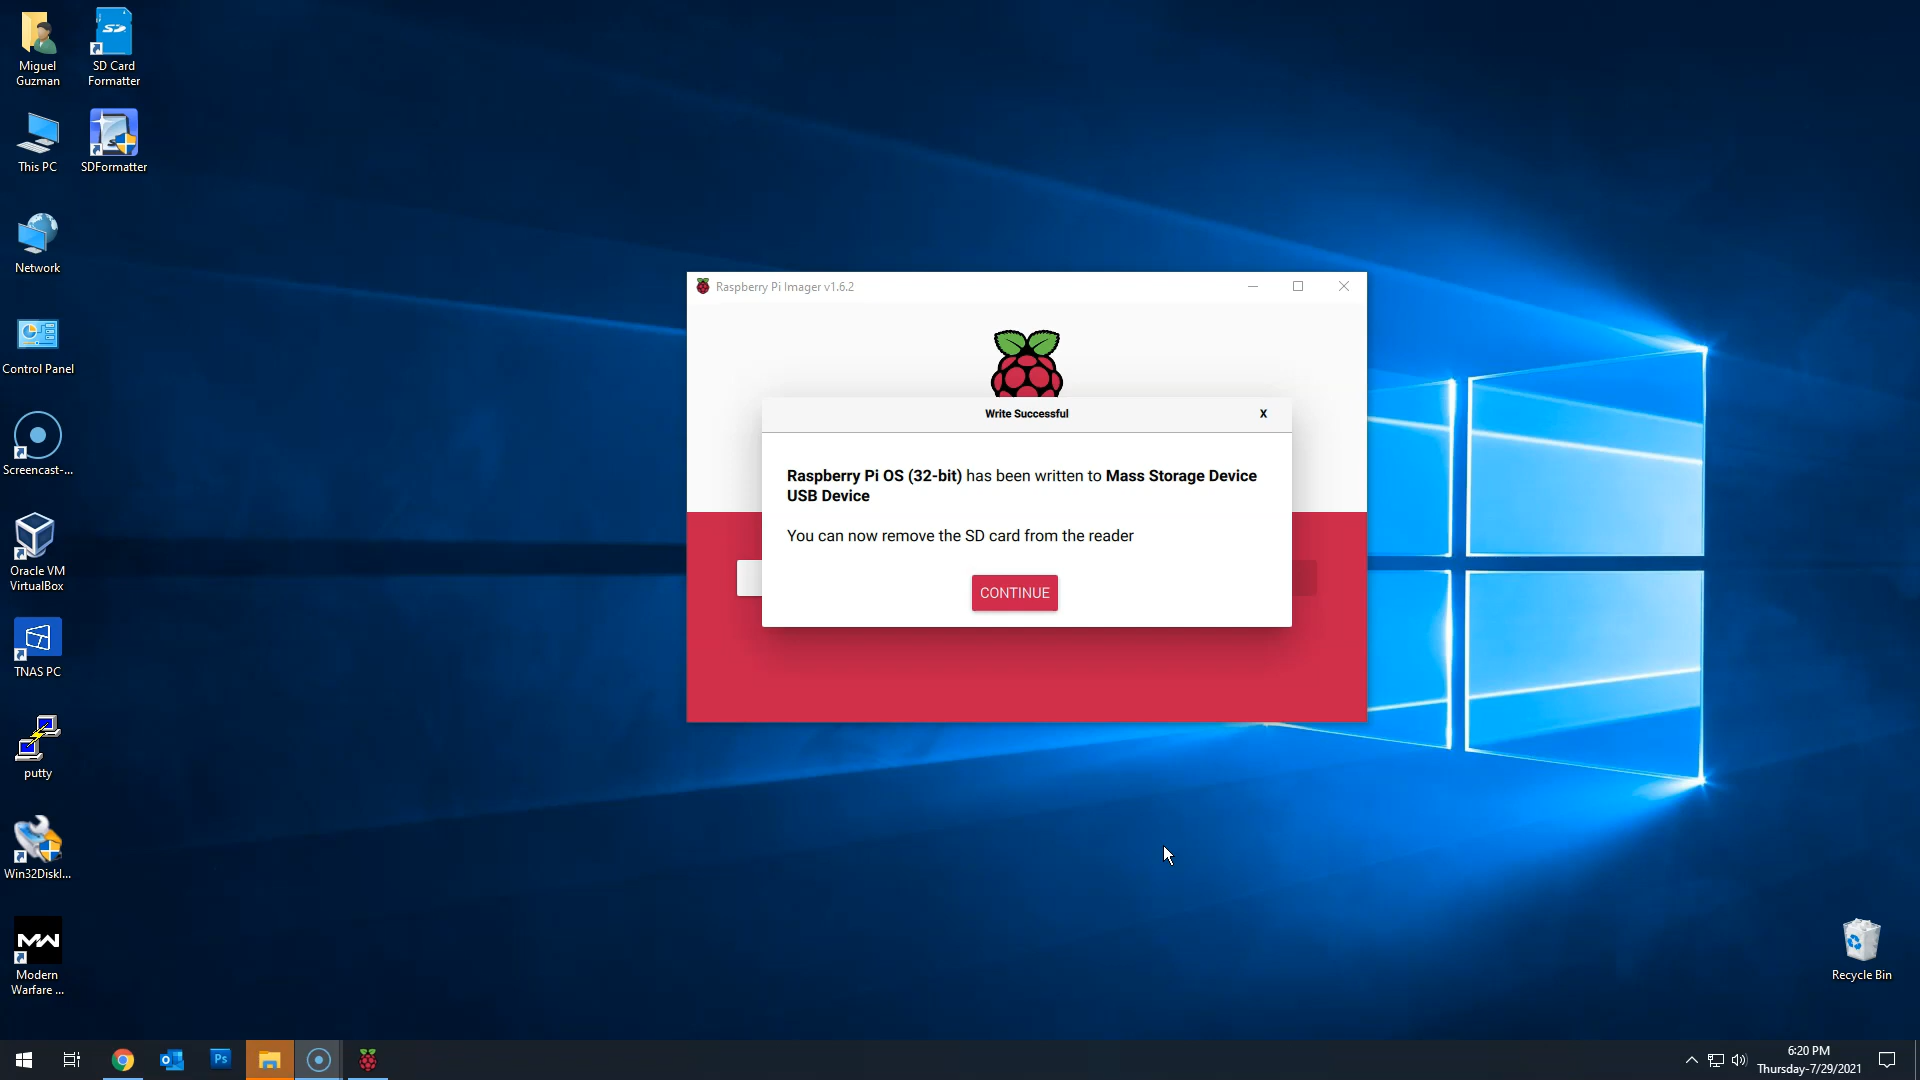 Miguel
Guzman
SD Card
Formatter
This PC
SDFormatter
Network
Control Panel
Screencast-...
Oracle VM
VirtualBox
TNAS PC
putty
Win32DiskI...
Modern
Warfare ...
Raspberry Pi Imager v1.6.2
Write Successful
X
Raspberry Pi OS (32-bit) has been written to Mass Storage Device
USB Device
You can now remove the SD card from the reader
CONTINUE
Recycle Bin
Ps
6:20 PM
Thursday-7/29/2021